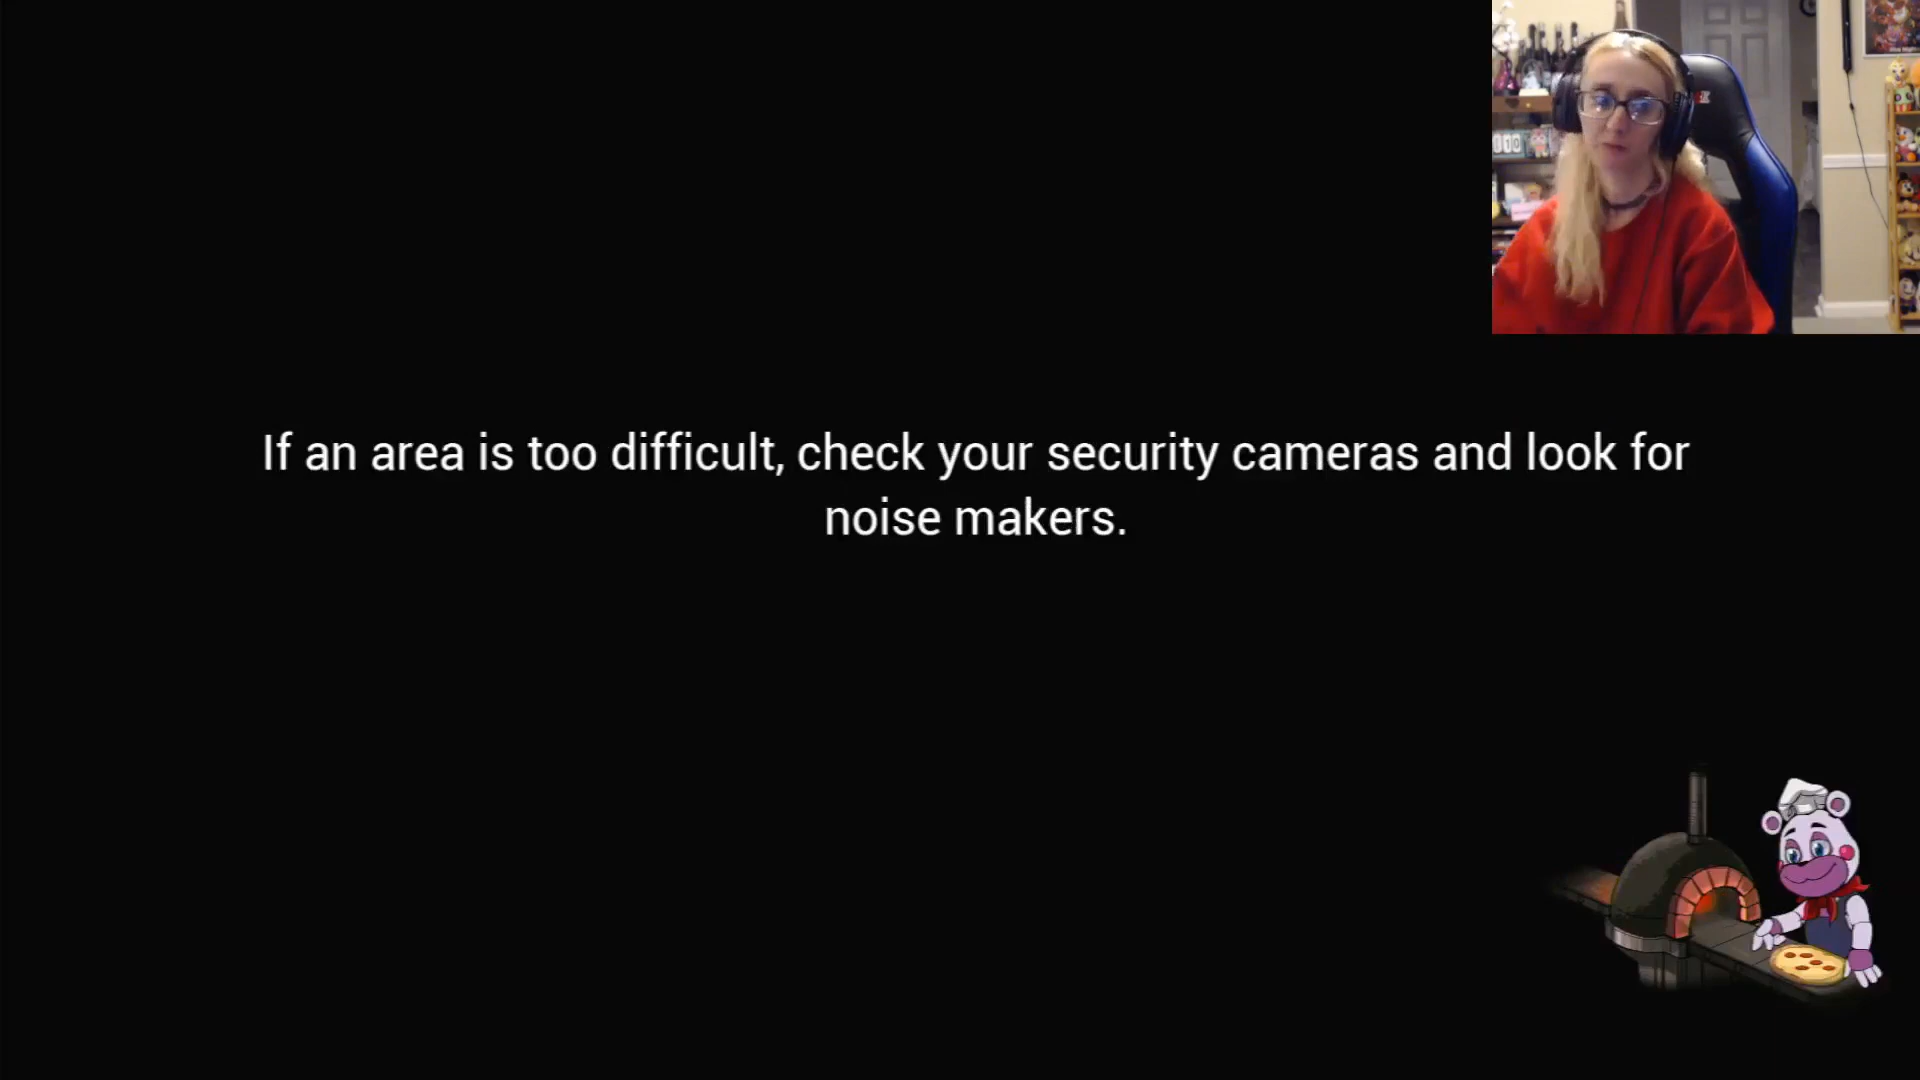 If an area is too difficult, check your security cameras and look for
noise makers.